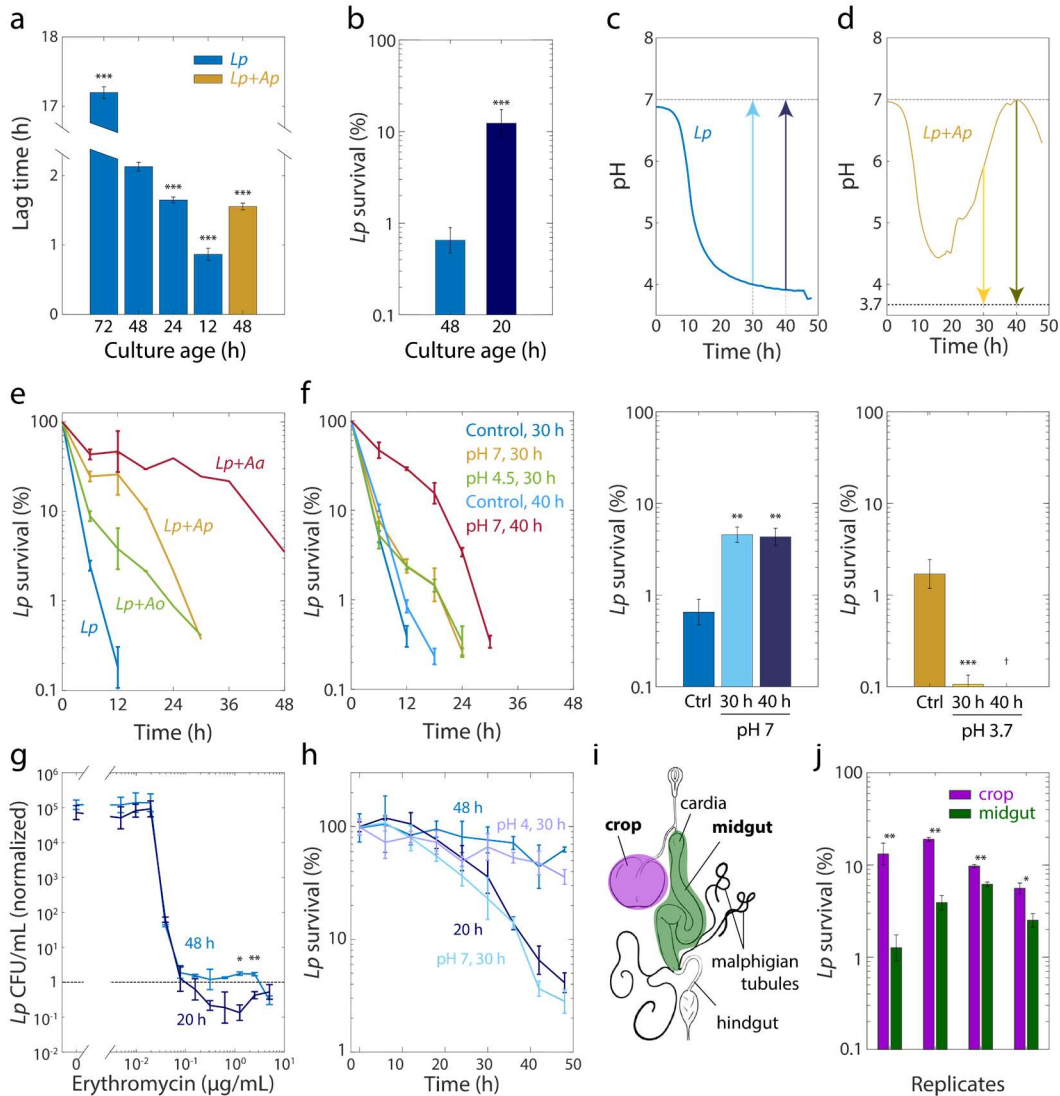 a
Lag time (h)
18
17
2
1
0
***
***
***
***
Lp
Lp+Ap
72 48 24 12 48
Culture age (h)
b
Lp survival (%)
100
10
1
0.1
***
48 20
Culture age (h)
c
pH
8
7
6
5
4
Lp
0 10 20 30 40 50
Time (h)
d
pH
8
7
6
5
4
3.7
Lp+Ap
0 10 20 30 40 50
Time (h)
e
Lp survival (%)
100
10
1
0.1
Lp+Aa
Lp+Ap
Lp+Ao
Lp
0 12 24 36 48
Time (h)
f
Lp survival (%)
100
10
1
0.1
Control, 30 h
pH 7, 30 h
pH 4.5, 30 h
Control, 40 h
pH 7, 40 h
0 12 24 36 48
Time (h)
Lp survival (%)
100
10
1
0.1
** **
Ctrl 30 h 40 h
pH 7
Lp survival (%)
100
10
1
0.1
***
†
Ctrl 30 h 40 h
pH 3.7
g
Lp CFU/mL (normalized)
10⁶
10⁵
10⁴
10³
10²
10¹
1
10⁻¹
10⁻²
48 h
* **
20 h
0 10⁻² 10⁻¹ 10⁰ 10¹
Erythromycin (μg/mL)
h
Lp survival (%)
100
10
1
48 h
pH 4, 30 h
20 h
pH 7, 30 h
0 10 20 30 40 50
Time (h)
i
cardia
crop
midgut
malphigian
tubules
hindgut
j
Lp survival (%)
100
10
1
0.1
crop
midgut
** ** ** *
Replicates